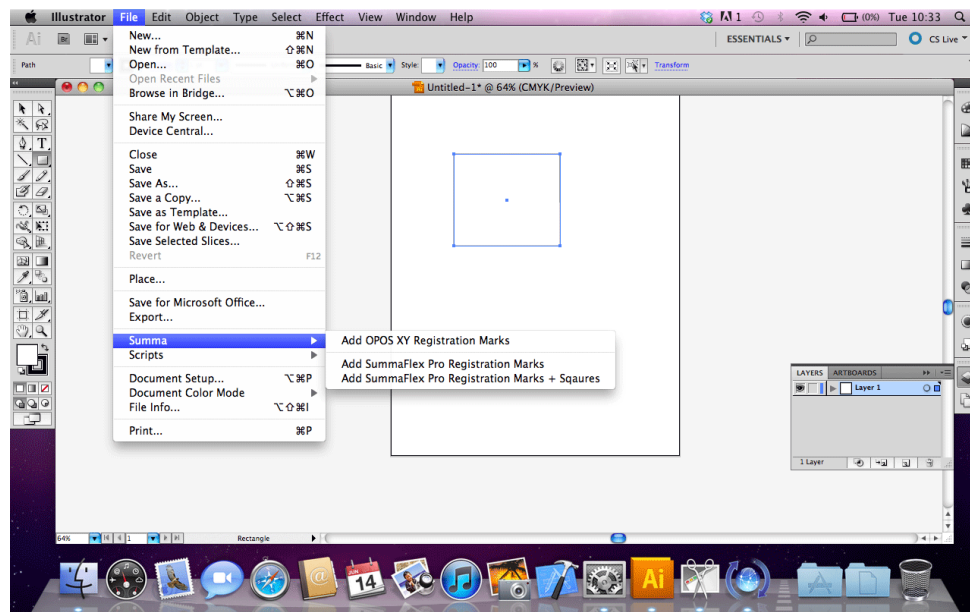 Illustrator File Edit Object Type Select Effect View Window Help 1 (0%) Tue 10:33
Ai Br ESSENTIALS CS Live
Path Basic Style: Opacity: 100 % Transform
Untitled-1* @ 64% (CMYK/Preview)
New... ⌘N
New from Template... ⇧⌘N
Open... ⌘O
Open Recent Files
Browse in Bridge... ⌥⌘O
Share My Screen...
Device Central...
Close ⌘W
Save ⌘S
Save As... ⇧⌘S
Save a Copy... ⌥⌘S
Save as Template...
Save for Web & Devices... ⌥⇧⌘S
Save Selected Slices...
Revert F12
Place...
Save for Microsoft Office...
Export...
Summa
Scripts
Document Setup... ⌥⌘P
Document Color Mode
File Info... ⌥⇧⌘I
Print... ⌘P
Add OPOS XY Registration Marks
Add SummaFlex Pro Registration Marks
Add SummaFlex Pro Registration Marks + Sqaures
LAYERS ARTBOARDS
Layer 1
1 Layer
64% 1 Rectangle
JUN
14
Ai